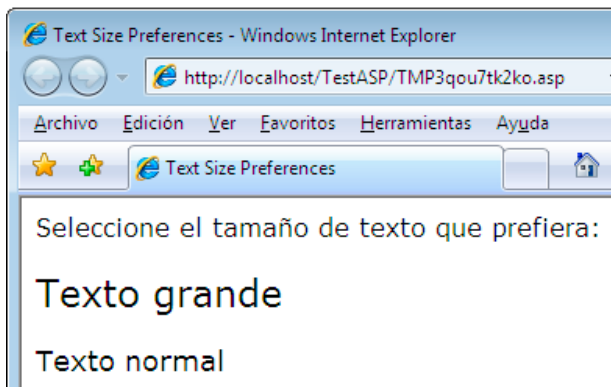 Text Size Preferences - Windows Internet Explorer
http://localhost/TestASP/TMP3qou7tk2ko.asp
Archivo Edición Ver Favoritos Herramientas Ayuda
Text Size Preferences
Seleccione el tamaño de texto que prefiera:
Texto grande
Texto normal